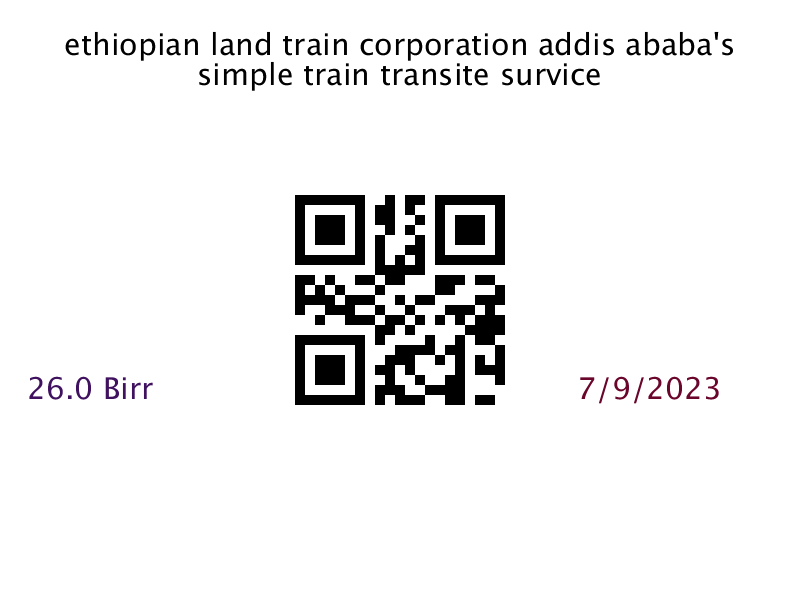 ethiopian land train corporation addis ababa's
simple train transite survice
26.0 Birr
7/9/2023